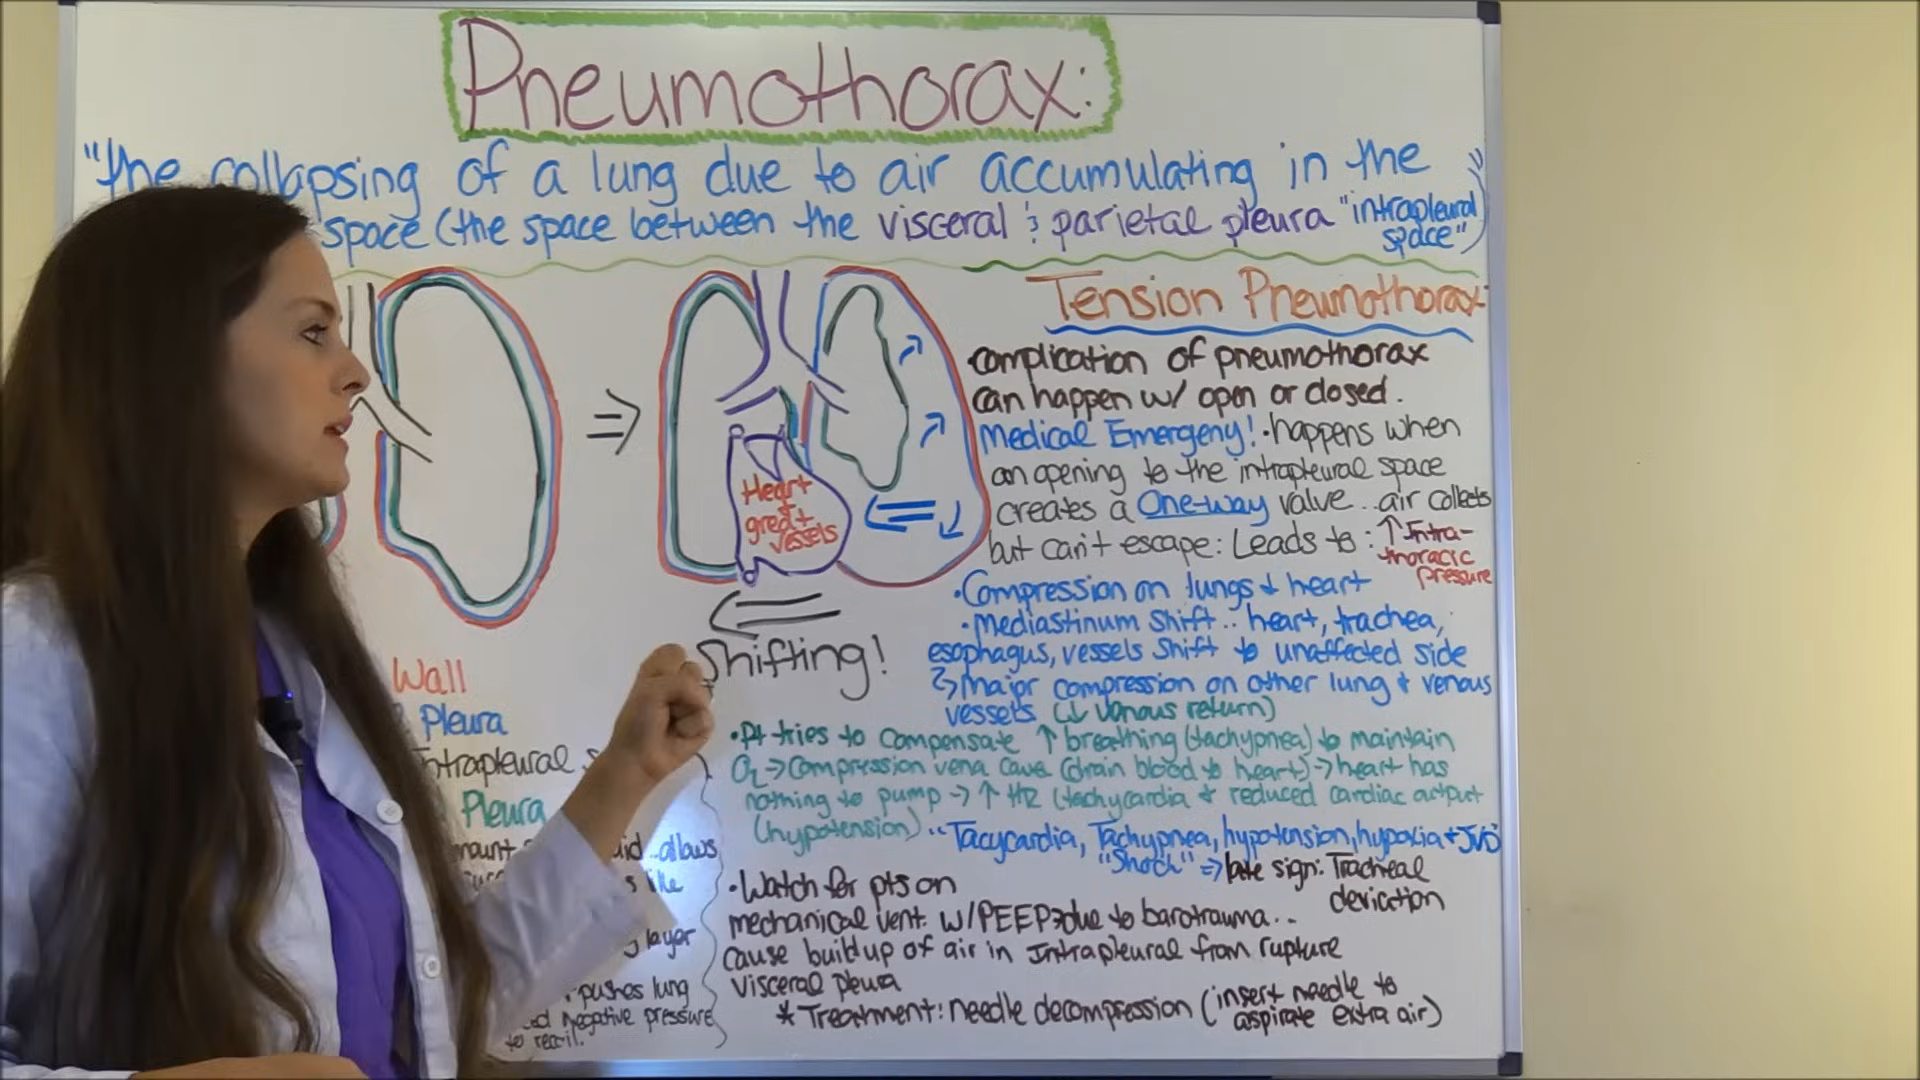 Pneumothorax:
"the collapsing of a lung due to air accumulating in the
space (the space between the visceral & parietal pleura "intrapleural
space")
Tension Pneumothorax:
•complication of pneumothorax
can happen w/ open or closed.
Medical Emergeny! •happens when
an opening to the intrapleural space
creates a One-way valve...air collects
but can't escape: Leads to: ↑Intra-
thoracic
pressure
Heart
great
vessels
•Compression on lungs & heart
•Mediastinum Shift.. heart, trachea,
esophagus, vessels shift to unaffected side
↳major compression on other lung & venous
vessels (↓ venous return)
Shifting!
Wall
Pleura
Intrapleural
Pleura
allows
like
layer
pushes lung
negative pressure
to recoil.
•Pt tries to compensate ↑ breathing (tachypnea) to maintain
O2→compression vena cava (drain blood to heart)→heart has
nothing to pump→↑ HR (tachycardia & reduced cardiac output
(hypotension)
Tacycardia, Tachypnea, hypotension, hypoxia + JVD
"Shock" ⇒ late sign: Tracheal
deviation
•Watch for pts on
mechanical vent. w/PEEP→due to barotrauma..
cause buildup of air in Intrapleural from rupture
visceral pleura
* Treatment: needle decompression (insert needle to
aspirate extra air)